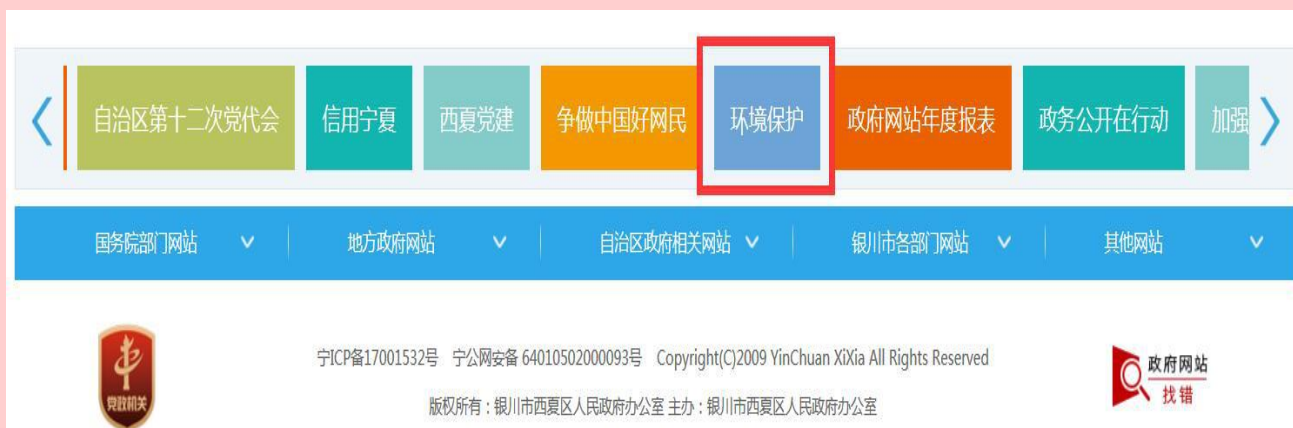 自治区第十二次党代会 信用宁夏 西夏党建 争做中国好网民 环境保护 政府网站年度报表 政务公开在行动 加强
国务院部门网站 地方政府网站 自治区政府相关网站 银川市各部门网站 其他网站
宁ICP备17001532号 宁公网安备 64010502000093号 Copyright(C)2009 YinChuan XiXia All Rights Reserved
版权所有：银川市西夏区人民政府办公室 主办：银川市西夏区人民政府办公室
党政机关
政府网站
找错